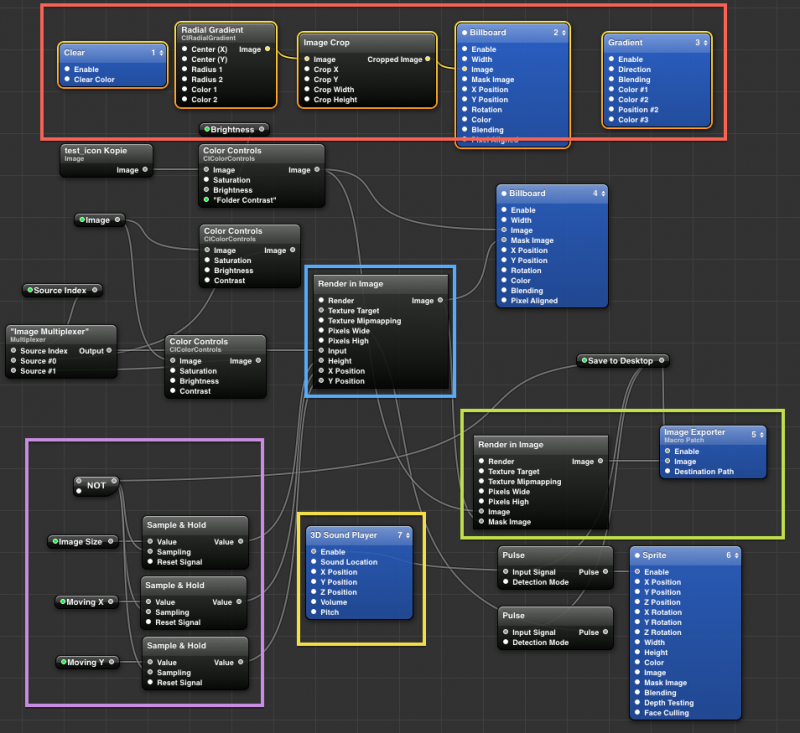 Clear 1
Enable
Clear Color
Radial Gradient
CIRadialGradient
Center (X) Image
Center (Y)
Radius 1
Radius 2
Color 1
Color 2
Image Crop
Image Cropped Image
Crop X
Crop Y
Crop Width
Crop Height
Billboard 2
Enable
Width
Image
Mask Image
X Position
Y Position
Rotation
Color
Blending
Pixel Aligned
Gradient 3
Enable
Direction
Blending
Color #1
Color #2
Position #2
Color #3
Brightness
test_icon Kopie
Image
Image
Color Controls
CIColorControls
Image Image
Saturation
Brightness
"Folder Contrast"
Image
Color Controls
CIColorControls
Image Image
Saturation
Brightness
Contrast
Billboard 4
Enable
Width
Image
Mask Image
X Position
Y Position
Rotation
Color
Blending
Pixel Aligned
Source Index
Render in Image
Render Image
Texture Target
Texture Mipmapping
Pixels Wide
Pixels High
Input
Height
X Position
Y Position
"Image Multiplexer"
Multiplexer
Source Index Output
Source #0
Source #1
Color Controls
CIColorControls
Image Image
Saturation
Brightness
Contrast
Save to Desktop
Render in Image
Render Image
Texture Target
Texture Mipmapping
Pixels Wide
Pixels High
Image
Mask Image
Image Exporter 5
Macro Patch
Enable
Image
Destination Path
NOT
Image Size
Sample & Hold
Value Value
Sampling
Reset Signal
Moving X
Sample & Hold
Value Value
Sampling
Reset Signal
Moving Y
Sample & Hold
Value Value
Sampling
Reset Signal
3D Sound Player 7
Enable
Sound Location
X Position
Y Position
Z Position
Volume
Pitch
Pulse
Input Signal Pulse
Detection Mode
Pulse
Input Signal Pulse
Detection Mode
Sprite 6
Enable
X Position
Y Position
Z Position
X Rotation
Y Rotation
Z Rotation
Width
Height
Color
Image
Mask Image
Blending
Depth Testing
Face Culling